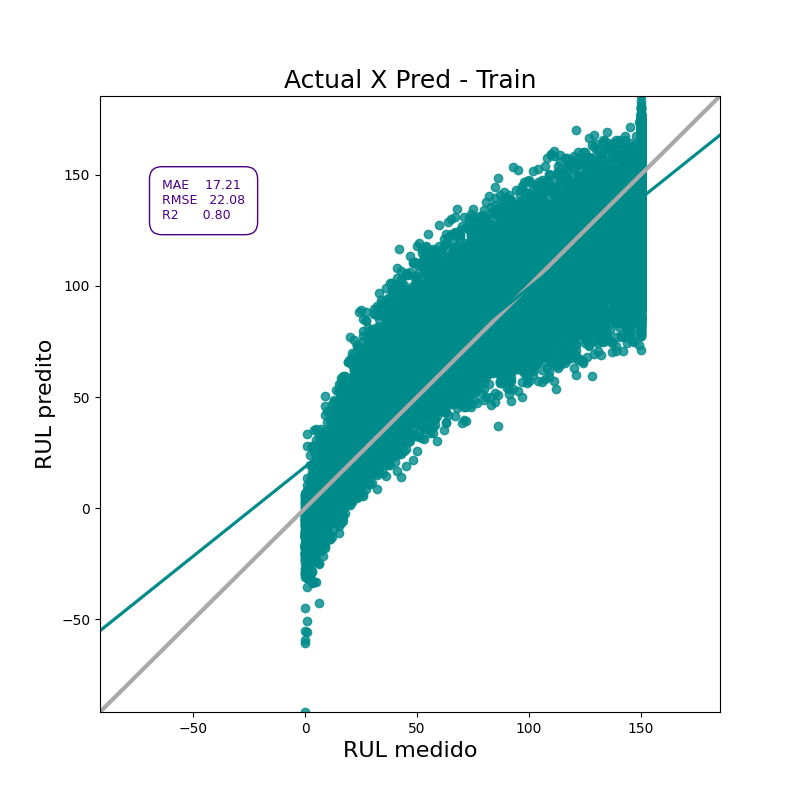 Actual X Pred - Train
MAE 17.21
RMSE 22.08
R2 0.80
RUL predito
150
100
50
0
−50
−50 0 50 100 150
RUL medido